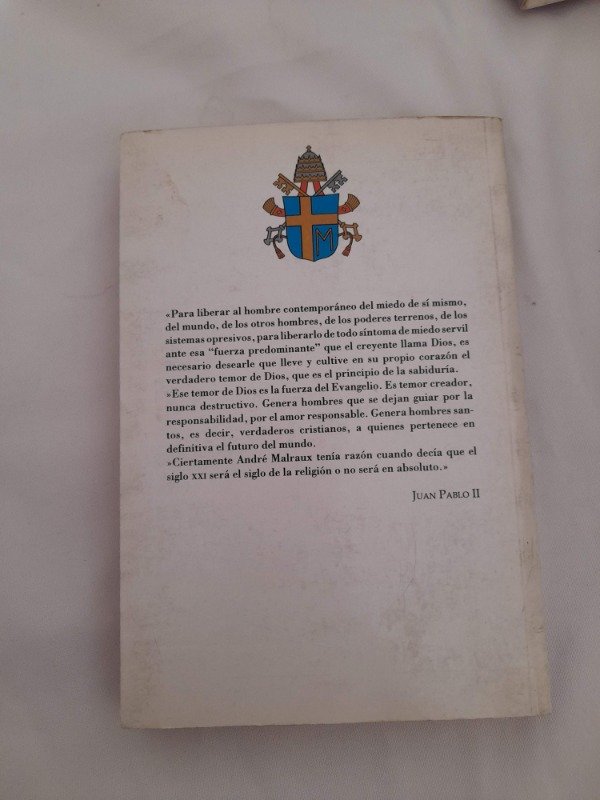 M
«Para liberar al hombre contemporáneo del miedo de sí mismo,
del mundo, de los otros hombres, de los poderes terrenos, de los
sistemas opresivos, para liberarlo de todo síntoma de miedo servil
ante esa "fuerza predominante" que el creyente llama Dios, es
necesario desearle que lleve y cultive en su propio corazón el
verdadero temor de Dios, que es el principio de la sabiduría.
»Ese temor de Dios es la fuerza del Evangelio. Es temor creador,
nunca destructivo. Genera hombres que se dejan guiar por la
responsabilidad, por el amor responsable. Genera hombres san-
tos, es decir, verdaderos cristianos, a quienes pertenece en
definitiva el futuro del mundo.
»Ciertamente André Malraux tenía razón cuando decía que el
siglo XXI será el siglo de la religión o no será en absoluto.»
JUAN PABLO II